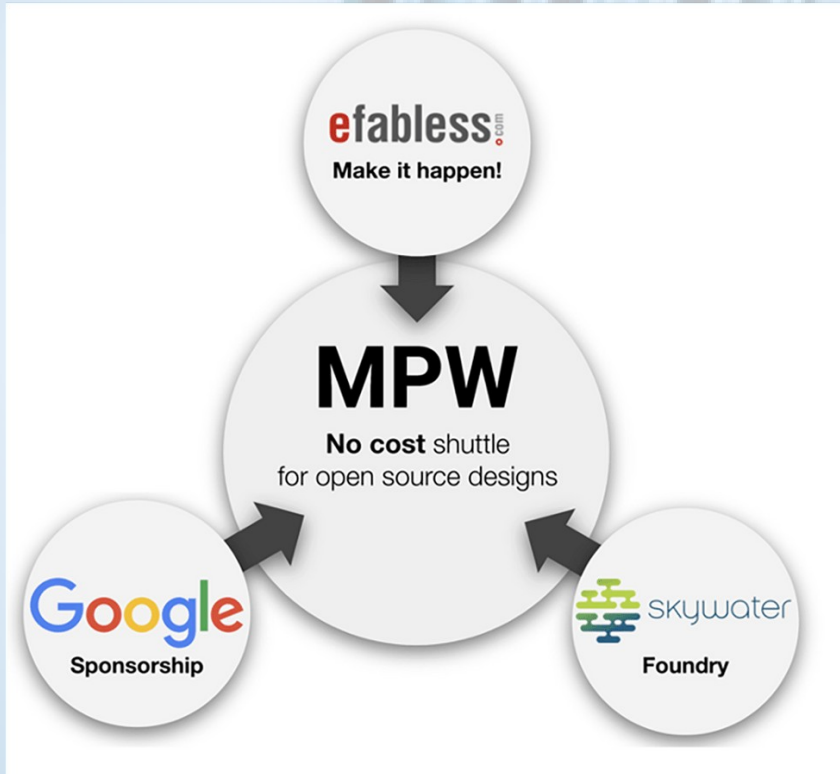 efabless.com
Make it happen!
MPW
No cost shuttle
for open source designs
Google
Sponsorship
skywater
Foundry